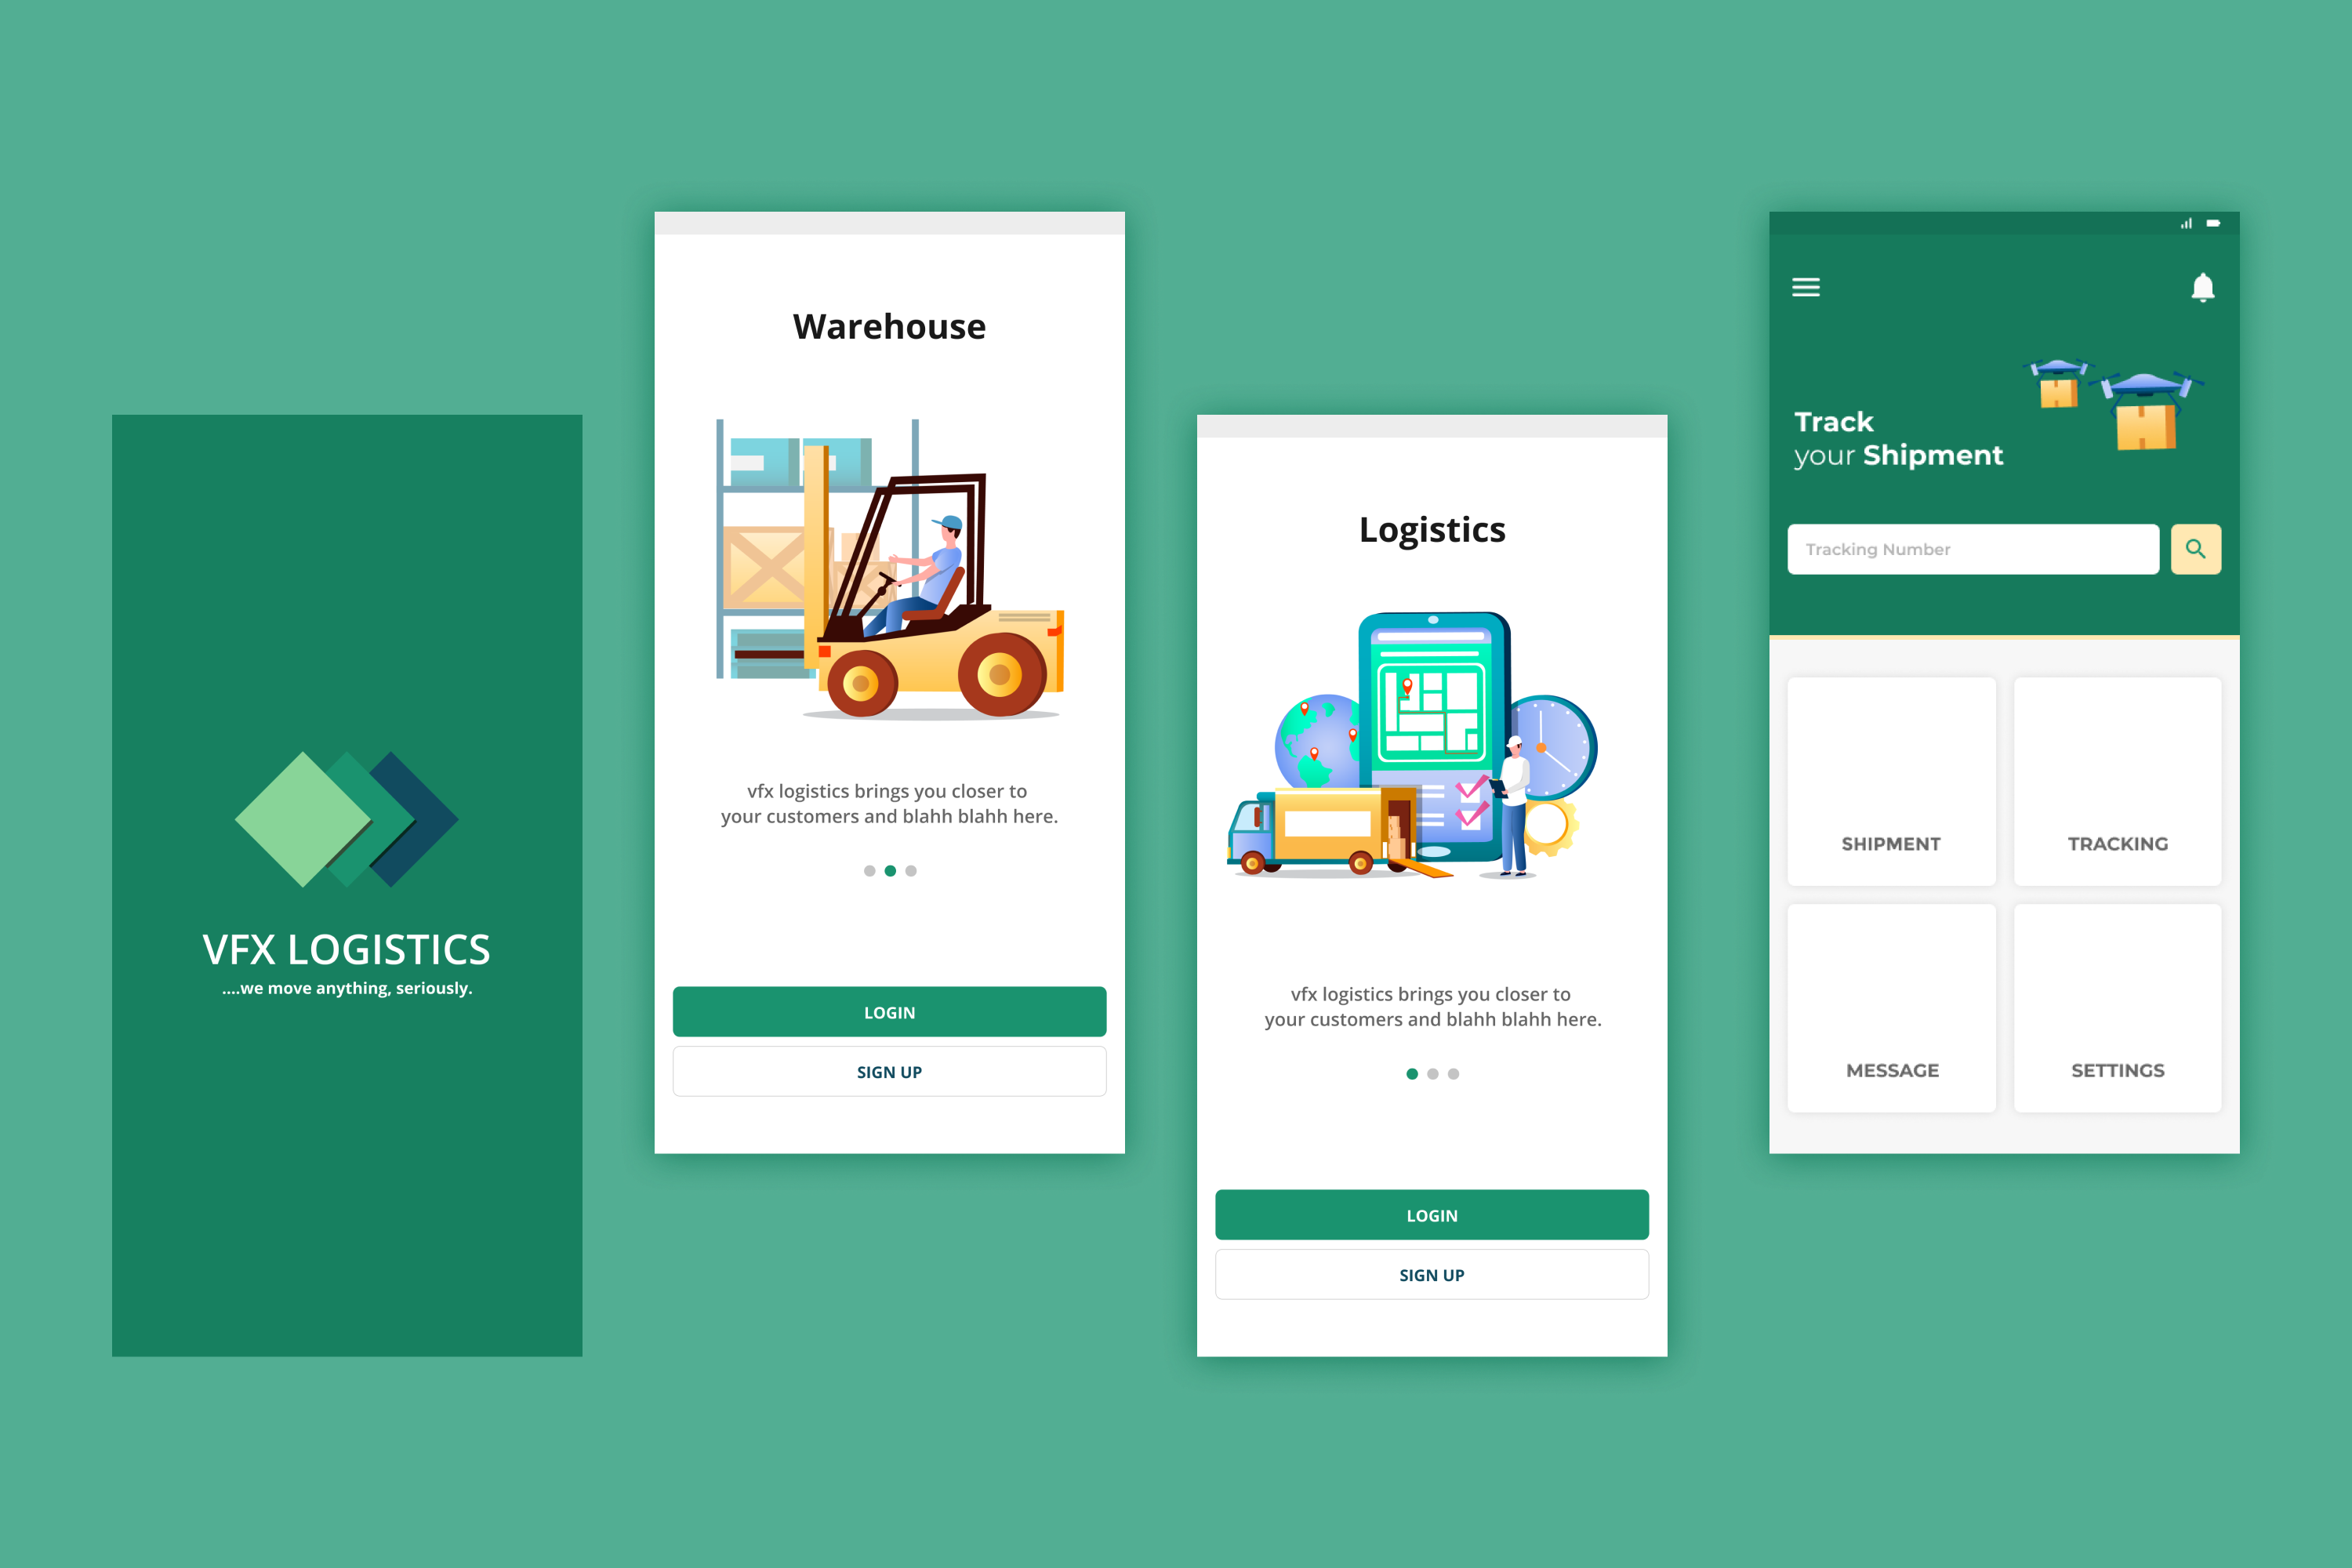 VFX LOGISTICS
....we move anything, seriously.
Warehouse
vfx logistics brings you closer to
your customers and blahh blahh here.
LOGIN
SIGN UP
Logistics
vfx logistics brings you closer to
your customers and blahh blahh here.
LOGIN
SIGN UP
Track
your Shipment
Tracking Number
SHIPMENT
TRACKING
MESSAGE
SETTINGS